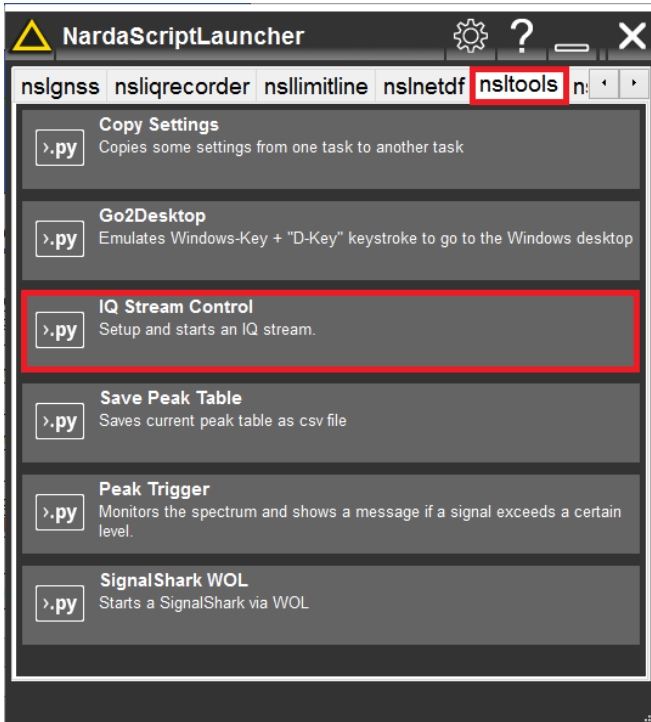 NardaScriptLauncher
?
nslgnss nsliqrecorder nsllimitline nslnetdf nsltools
Copy Settings
>.py
Copies some settings from one task to another task
Go2Desktop
>.py
Emulates Windows-Key + "D-Key" keystroke to go to the Windows desktop
IQ Stream Control
>.py
Setup and starts an IQ stream.
Save Peak Table
>.py
Saves current peak table as csv file
Peak Trigger
>.py
Monitors the spectrum and shows a message if a signal exceeds a certain
level.
SignalShark WOL
>.py
Starts a SignalShark via WOL